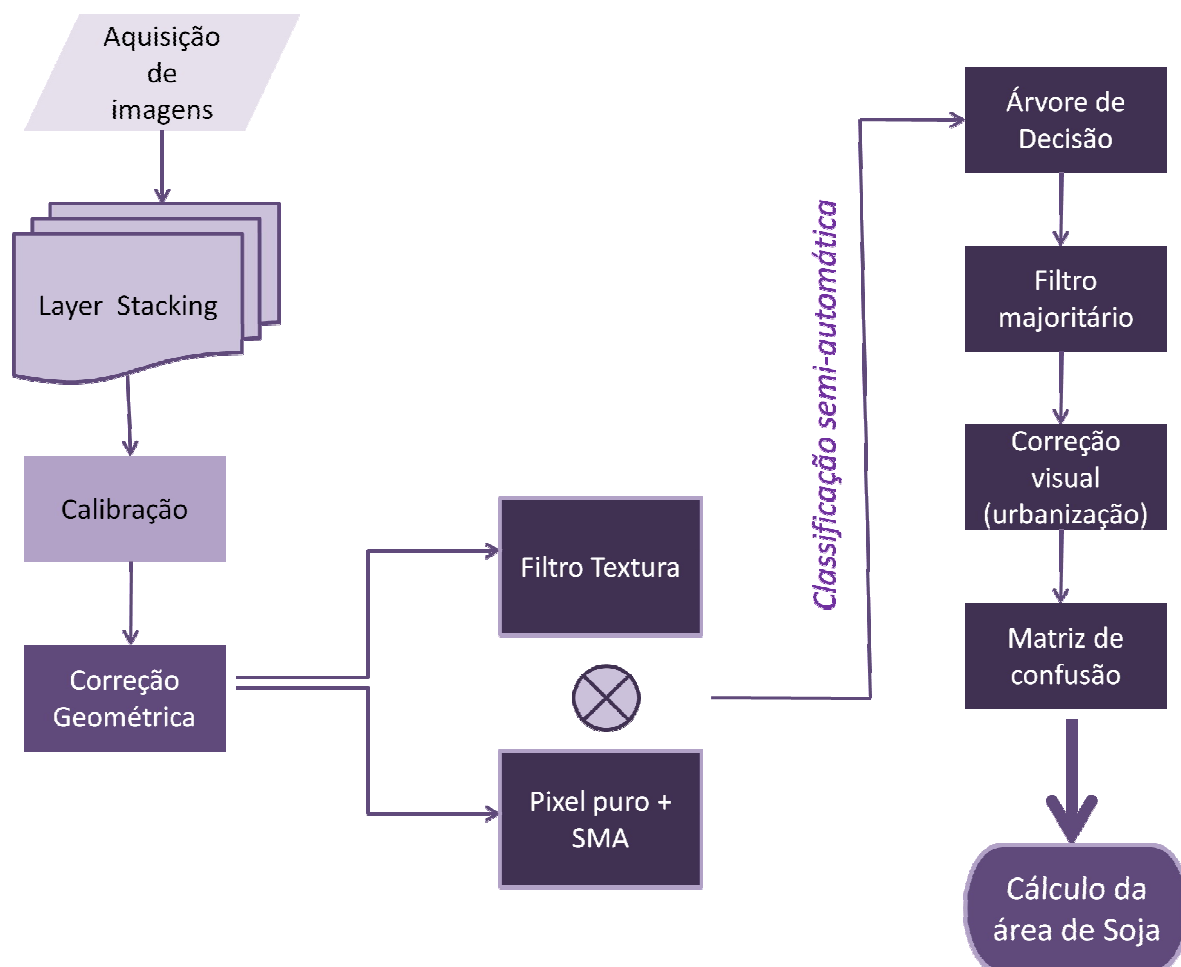 Aquisição
de
imagens
Layer Stacking
Calibração
Correção
Geométrica
Filtro Textura
Pixel puro +
SMA
Classificação semi-automática
Árvore de
Decisão
Filtro
majoritário
Correção
visual
(urbanização)
Matriz de
confusão
Cálculo da
área de Soja